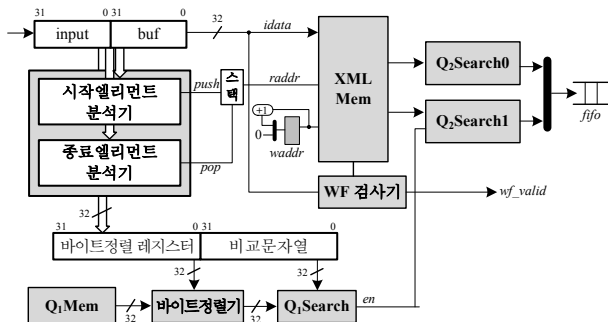 31 0 31 0
input buf
32
idata
XML
Mem
Q₂Search0
Q₂Search1
fifo
시작엘리먼트
분석기
push
스
택
raddr
+1
0
waddr
종료엘리먼트
분석기
pop
WF 검사기
wf_valid
32
31 0 31 0
바이트정렬 레지스터 비교문자열
32 32
en
Q₁Mem
32
바이트정렬기
32
Q₁Search